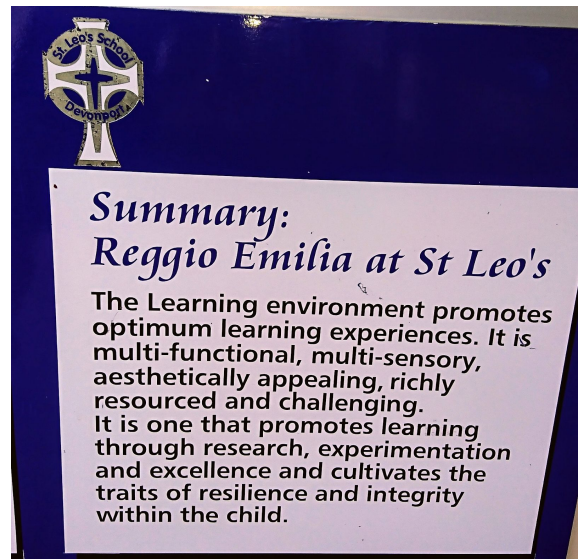 St. Leo's School
Devonport
Summary:
Reggio Emilia at St Leo's
The Learning environment promotes
optimum learning experiences. It is
multi-functional, multi-sensory,
aesthetically appealing, richly
resourced and challenging.
It is one that promotes learning
through research, experimentation
and excellence and cultivates the
traits of resilience and integrity
within the child.